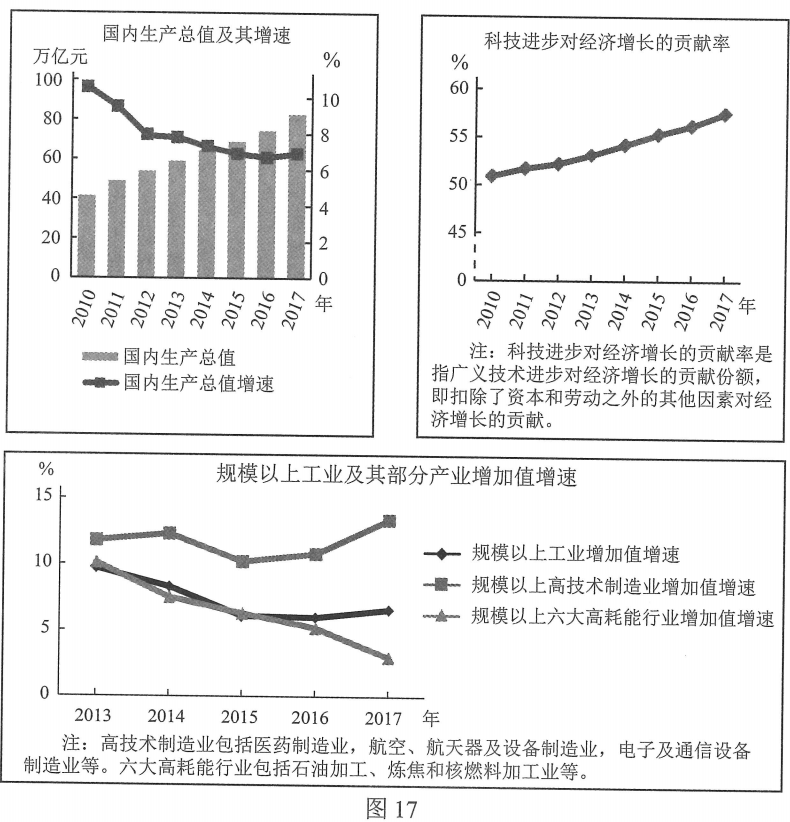 国内生产总值及其增速
万亿元
%
100
80
60
40
20
0
10
8
6
4
2
0
2010
2011
2012
2013
2014
2015
2016
2017
年
国内生产总值
国内生产总值增速
科技进步对经济增长的贡献率
%
60
55
50
45
0
2010
2011
2012
2013
2014
2015
2016
2017
年
注：科技进步对经济增长的贡献率是
指广义技术进步对经济增长的贡献份额，
即扣除了资本和劳动之外的其他因素对经
济增长的贡献。
规模以上工业及其部分产业增加值增速
%
15
10
5
0
2013
2014
2015
2016
2017
年
规模以上工业增加值增速
规模以上高技术制造业增加值增速
规模以上六大高耗能行业增加值增速
注：高技术制造业包括医药制造业，航空、航天器及设备制造业，电子及通信设备
制造业等。六大高耗能行业包括石油加工、炼焦和核燃料加工业等。
图 17